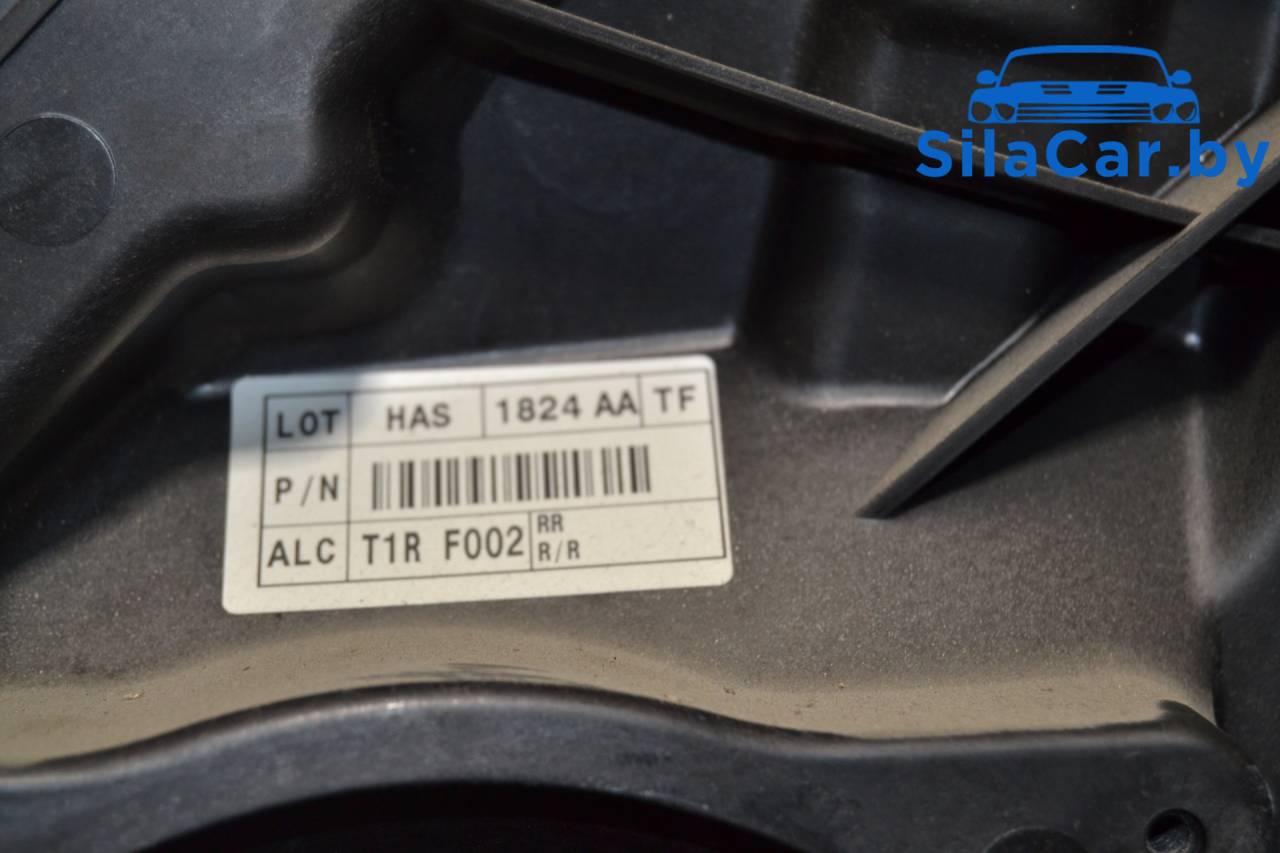 SilaCar.by
LOT HAS 1824 AA TF
P/N
ALC T1R F002 RR
R/R